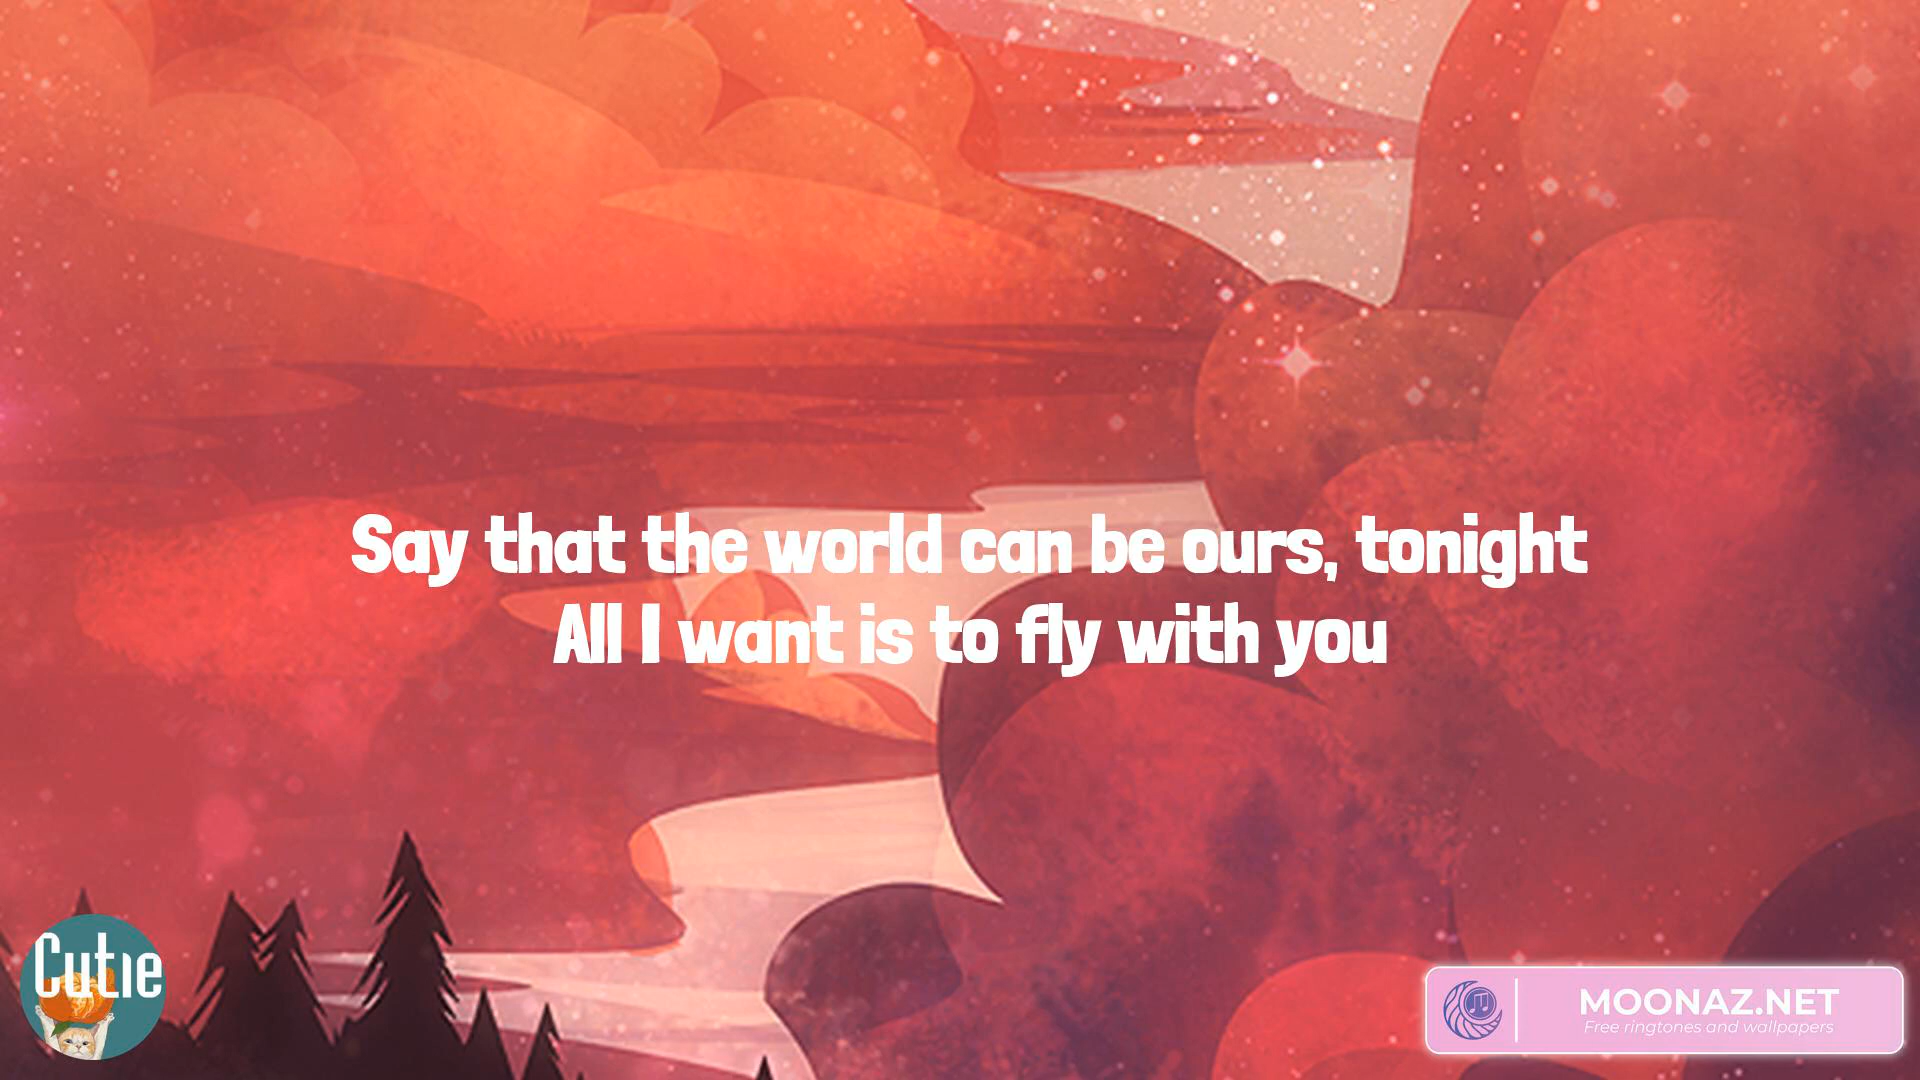 Say that the world can be ours, tonight
All I want is to fly with you
Cutie
MOONAZ.NET
Free ringtones and wallpapers